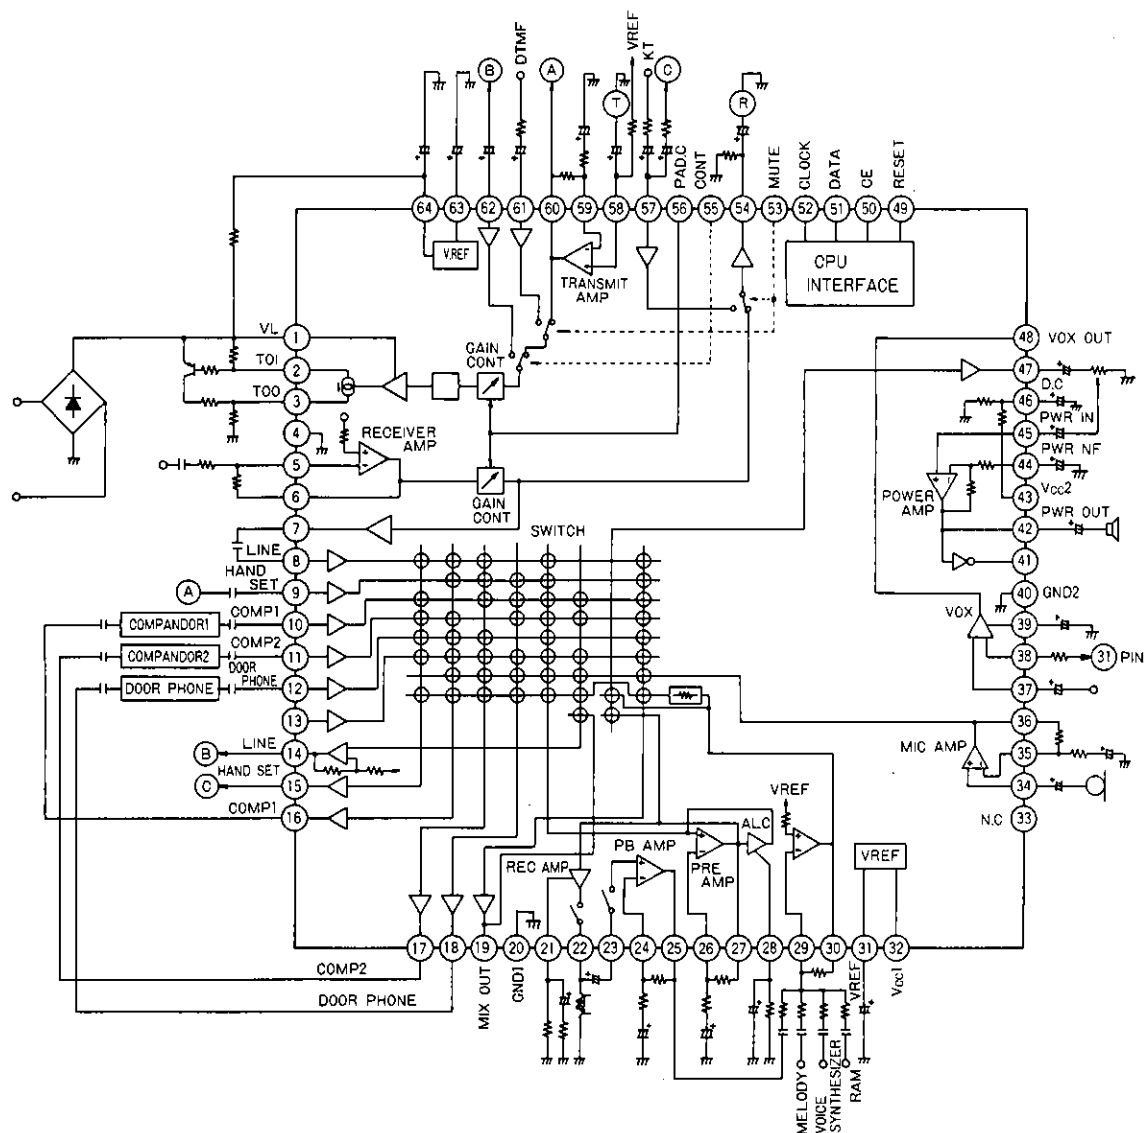 DTMF
VREF
KT
B
A
T
C
R
PAD.C
CONT
MUTE
CLOCK
DATA
CE
RESET
64
63
62
61
60
59
58
57
56
55
54
53
52
51
50
49
V.REF
TRANSMIT
AMP
CPU
INTERFACE
VL
1
TO1
2
TOO
3
4
5
6
7
GAIN
CONT
RECEIVER
AMP
GAIN
CONT
48
VOX OUT
47
D.C
46
PWR IN
45
PWR NF
44
Vcc2
43
PWR OUT
42
41
POWER
AMP
40
GND2
VOX
39
38
31
PIN
37
36
MIC AMP
35
34
N.C
33
SWITCH
LINE
8
HAND
SET
A
9
COMPANDOR1
COMP1
10
COMPANDOR2
COMP2
11
DOOR PHONE
DOOR
PHONE
12
13
B
LINE
14
C
HAND SET
15
COMP1
16
REC AMP
PB AMP
PRE
AMP
ALC
VREF
VREF
17
18
19
20
21
22
23
24
25
26
27
28
29
30
31
32
COMP2
DOOR PHONE
MIX OUT
GND1
VREF
Vcc1
MELODY
VOICE
SYNTHESIZER
RAM